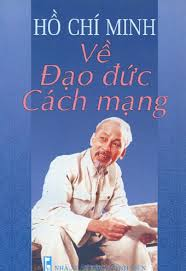 HỒ CHÍ MINH
Về
Đạo đức
Cách mạng